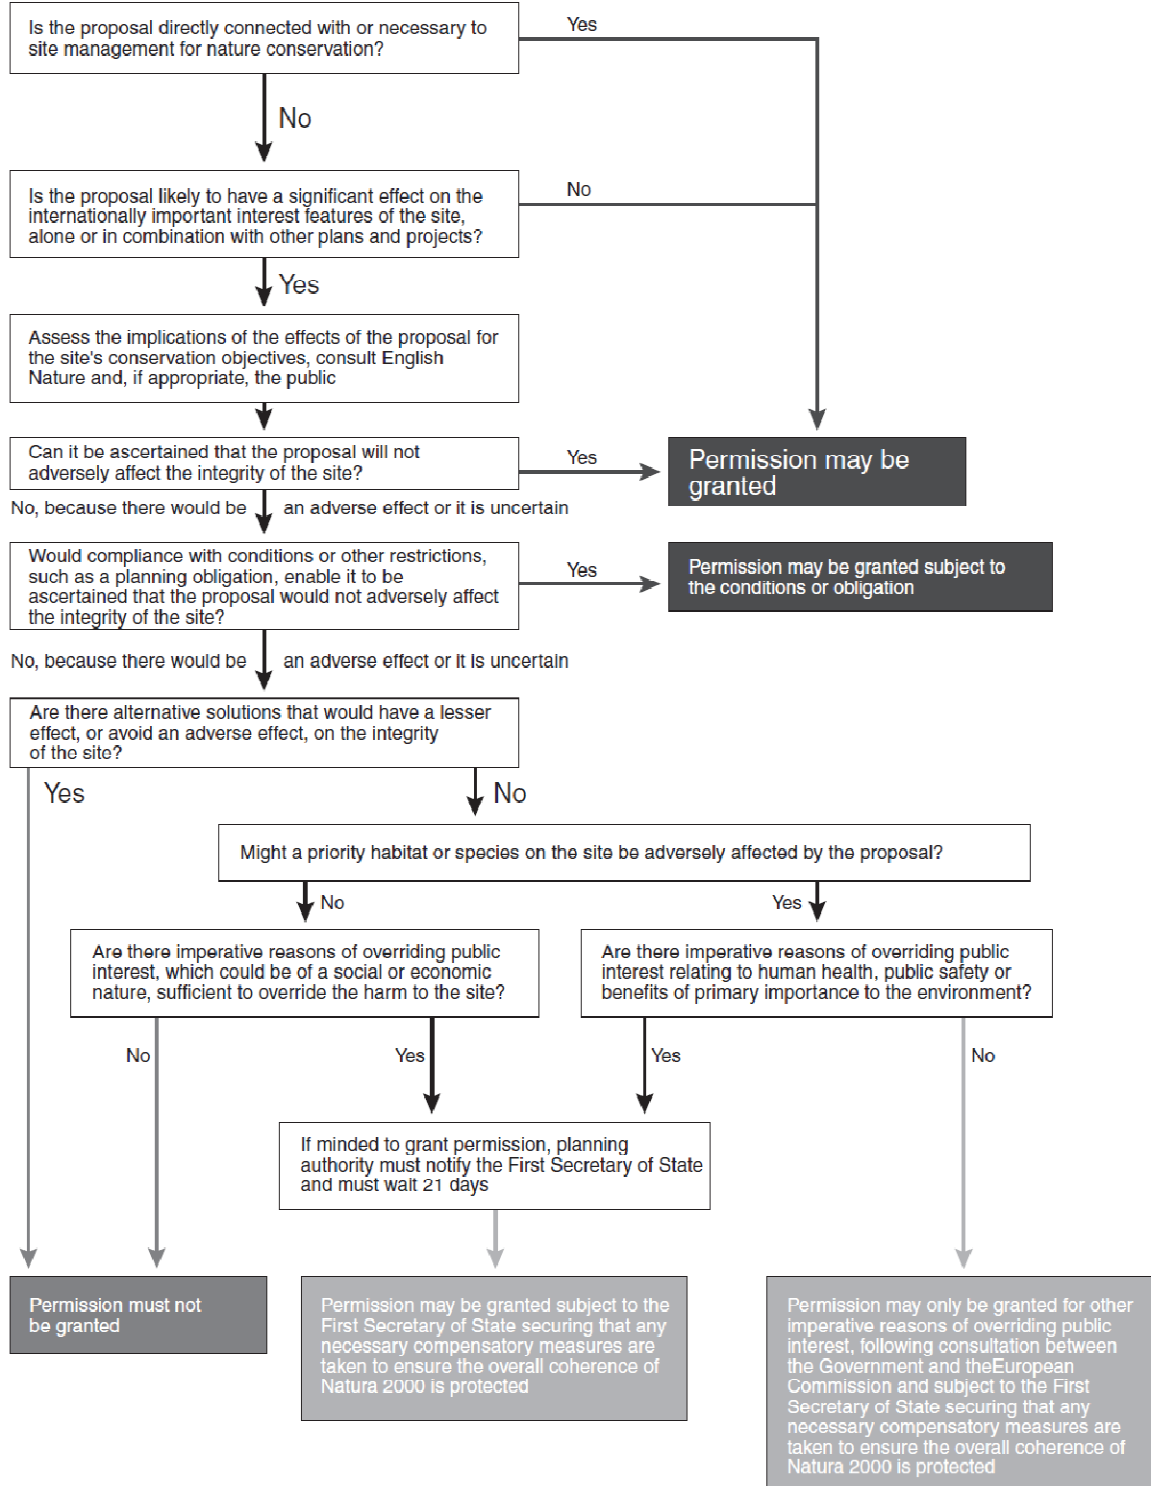 Is the proposal directly connected with or necessary to
site management for nature conservation?
Yes
No
Is the proposal likely to have a significant effect on the
internationally important interest features of the site,
alone or in combination with other plans and projects?
No
Yes
Assess the implications of the effects of the proposal for
the site's conservation objectives, consult English
Nature and, if appropriate, the public
Can it be ascertained that the proposal will not
adversely affect the integrity of the site?
Yes
Permission may be
granted
No, because there would be an adverse effect or it is uncertain
Would compliance with conditions or other restrictions,
such as a planning obligation, enable it to be
ascertained that the proposal would not adversely affect
the integrity of the site?
Yes
Permission may be granted subject to
the conditions or obligation
No, because there would be an adverse effect or it is uncertain
Are there alternative solutions that would have a lesser
effect, or avoid an adverse effect, on the integrity
of the site?
Yes
No
Might a priority habitat or species on the site be adversely affected by the proposal?
No
Yes
Are there imperative reasons of overriding public
interest, which could be of a social or economic
nature, sufficient to override the harm to the site?
Are there imperative reasons of overriding public
interest relating to human health, public safety or
benefits of primary importance to the environment?
No
Yes
Yes
No
If minded to grant permission, planning
authority must notify the First Secretary of State
and must wait 21 days
Permission must not
be granted
Permission may be granted subject to the
First Secretary of State securing that any
necessary compensatory measures are
taken to ensure the overall coherence of
Natura 2000 is protected
Permission may only be granted for other
imperative reasons of overriding public
interest, following consultation between
the Government and theEuropean
Commission and subject to the First
Secretary of State securing that any
necessary compensatory measures are
taken to ensure the overall coherence of
Natura 2000 is protected